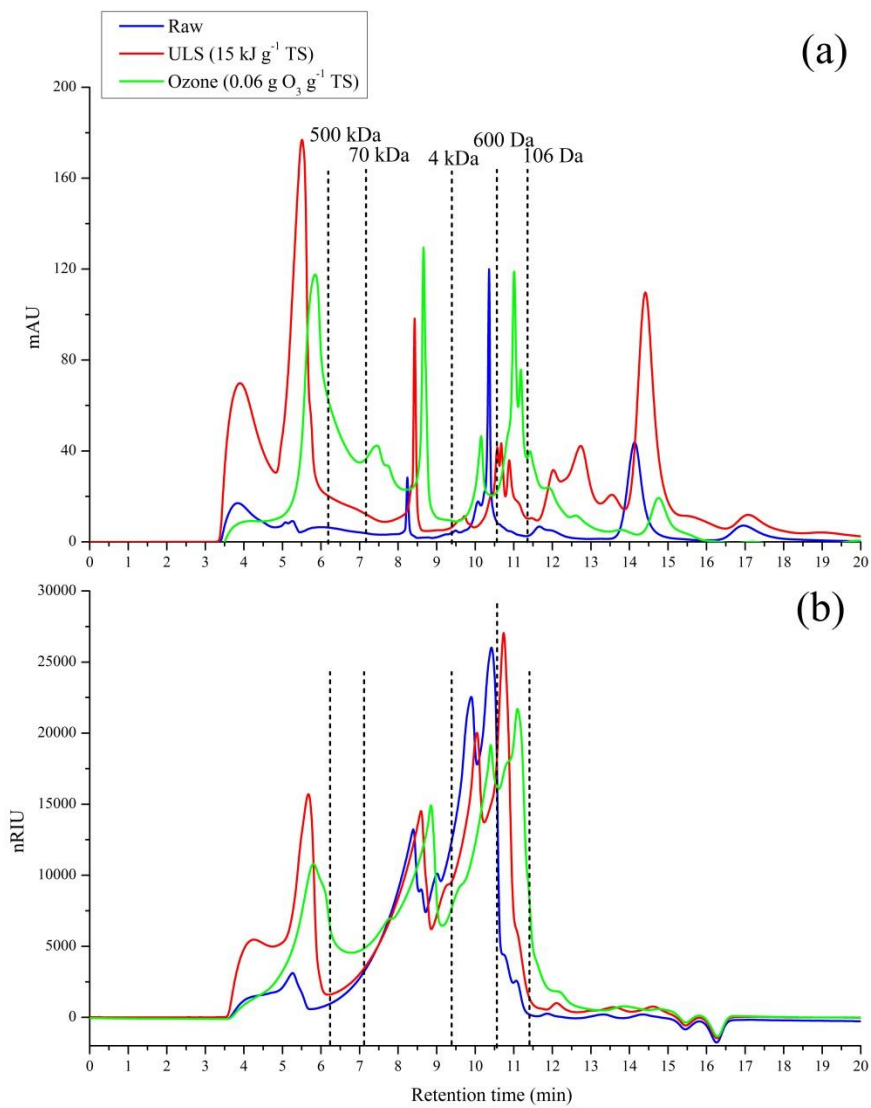 Raw
ULS (15 kJ g⁻¹ TS)
Ozone (0.06 g O₃ g⁻¹ TS)
(a)
500 kDa
70 kDa
4 kDa
600 Da
106 Da
200
160
120
80
40
0
mAU
0 1 2 3 4 5 6 7 8 9 10 11 12 13 14 15 16 17 18 19 20
(b)
30000
25000
20000
15000
10000
5000
0
nRIU
0 1 2 3 4 5 6 7 8 9 10 11 12 13 14 15 16 17 18 19 20
Retention time (min)